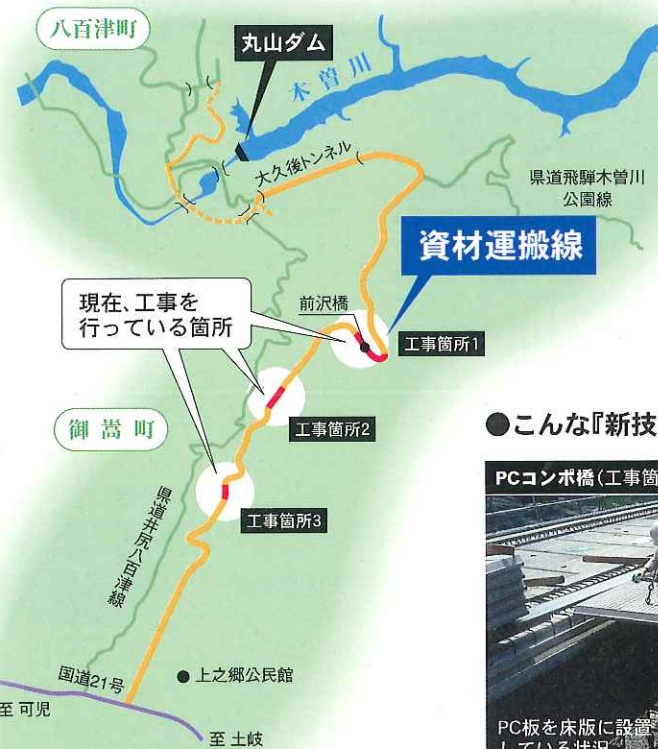 八百津町
丸山ダム
木曽川
大久後トンネル
県道飛騨木曽川
公園線
資材運搬線
現在、工事を
行っている箇所
前沢橋
工事箇所1
御嵩町
工事箇所2
●こんな『新技
PCコンポ橋(工事箇
工事箇所3
県道井尻八百津線
国道21号
●上之郷公民館
至 可児
至 土岐
PC板を床版に設置
している状況